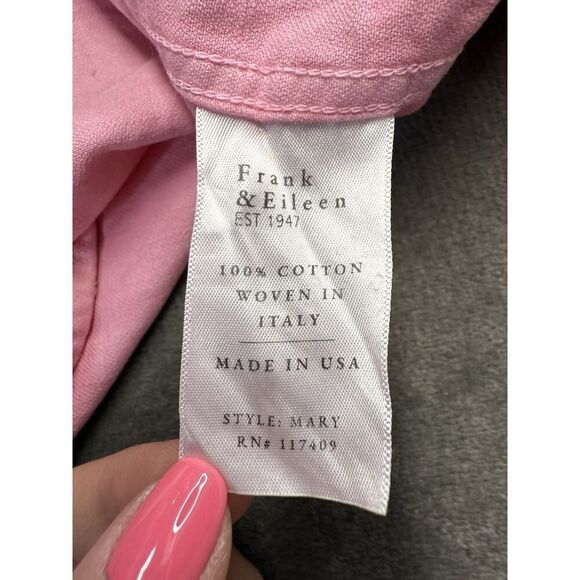 Frank
& Eileen
EST 1947
100% COTTON
WOVEN IN
ITALY
MADE IN USA
STYLE: MARY
RN# 117409